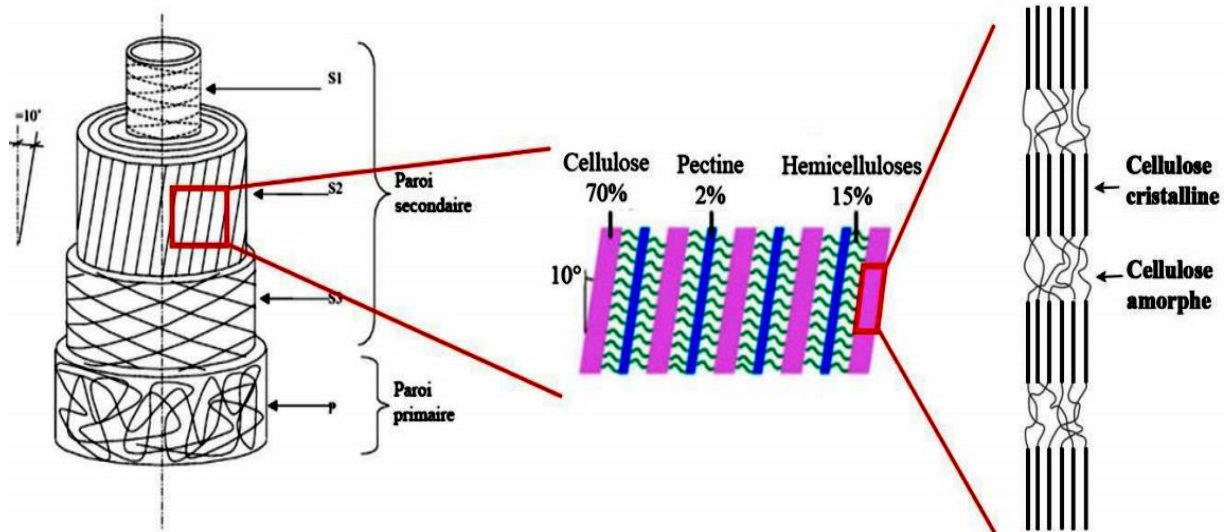 S1
≈10°
S2
Paroi
secondaire
S3
P
Paroi
primaire
Cellulose
70%
Pectine
2%
Hemicelluloses
15%
10°
Cellulose
cristalline
Cellulose
amorphe